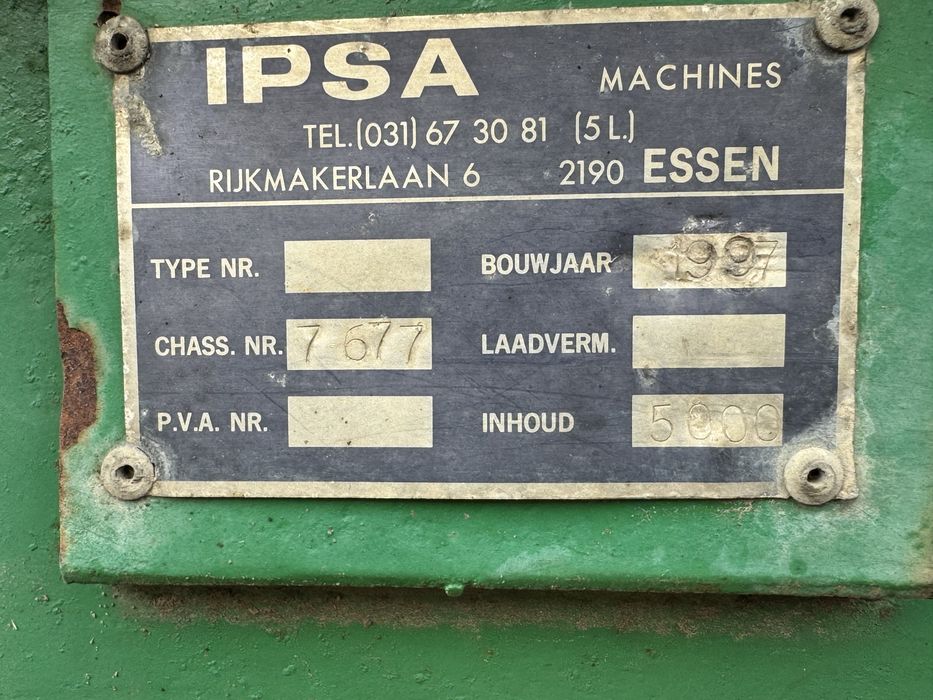 IPSA MACHINES
TEL.(031) 67 30 81 (5 L.)
RIJKMAKERLAAN 6 2190 ESSEN
TYPE NR. BOUWJAAR 1997
CHASS. NR. 7 677 LAADVERM.
P.V.A. NR. INHOUD 5000